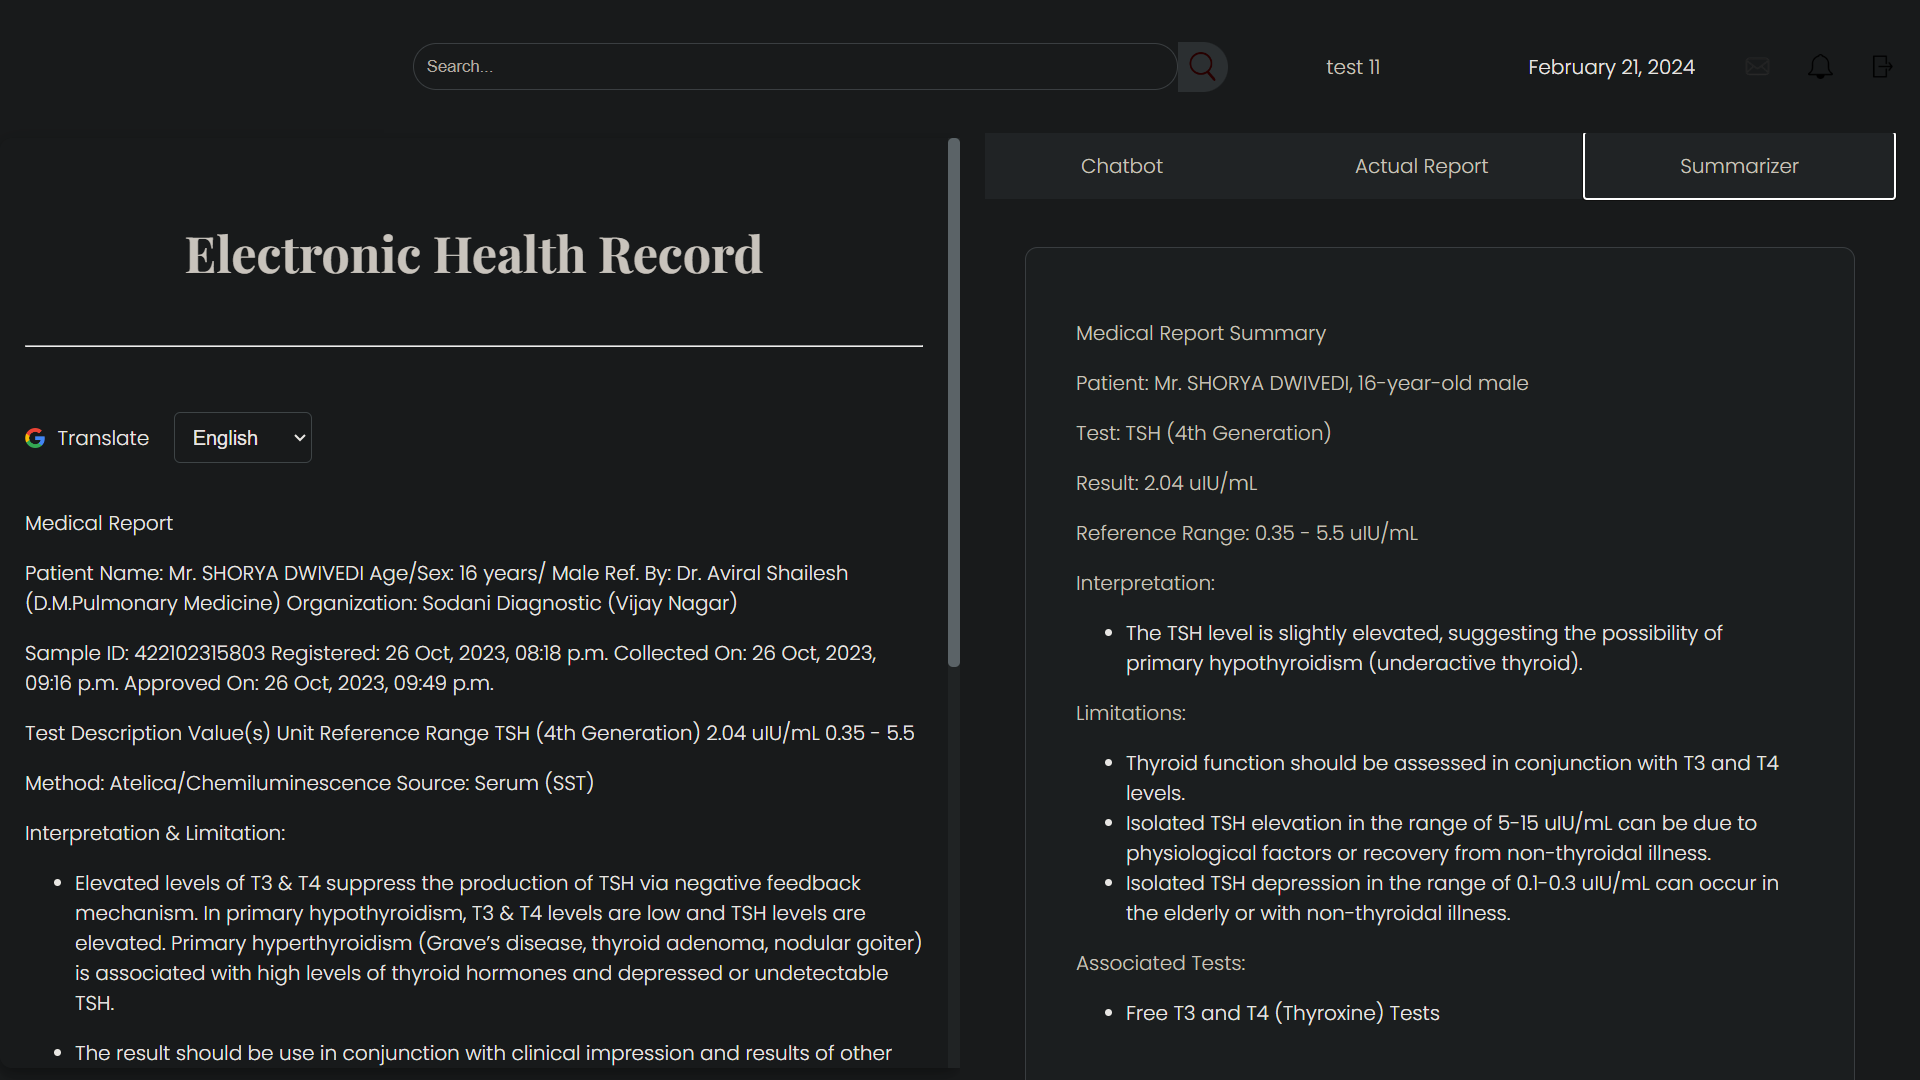 Search...
test 11
February 21, 2024
Electronic Health Record
Translate
English
Medical Report
Patient Name: Mr. SHORYA DWIVEDI Age/Sex: 16 years/ Male Ref. By: Dr. Aviral Shailesh
(D.M.Pulmonary Medicine) Organization: Sodani Diagnostic (Vijay Nagar)
Sample ID: 422102315803 Registered: 26 Oct, 2023, 08:18 p.m. Collected On: 26 Oct, 2023,
09:16 p.m. Approved On: 26 Oct, 2023, 09:49 p.m.
Test Description Value(s) Unit Reference Range TSH (4th Generation) 2.04 uIU/mL 0.35 - 5.5
Method: Atelica/Chemiluminescence Source: Serum (SST)
Interpretation & Limitation:
• Elevated levels of T3 & T4 suppress the production of TSH via negative feedback
mechanism. In primary hypothyroidism, T3 & T4 levels are low and TSH levels are
elevated. Primary hyperthyroidism (Grave's disease, thyroid adenoma, nodular goiter)
is associated with high levels of thyroid hormones and depressed or undetectable
TSH.
• The result should be use in conjunction with clinical impression and results of other
Chatbot
Actual Report
Summarizer
Medical Report Summary
Patient: Mr. SHORYA DWIVEDI, 16-year-old male
Test: TSH (4th Generation)
Result: 2.04 uIU/mL
Reference Range: 0.35 - 5.5 uIU/mL
Interpretation:
• The TSH level is slightly elevated, suggesting the possibility of
primary hypothyroidism (underactive thyroid).
Limitations:
• Thyroid function should be assessed in conjunction with T3 and T4
levels.
• Isolated TSH elevation in the range of 5-15 uIU/mL can be due to
physiological factors or recovery from non-thyroidal illness.
• Isolated TSH depression in the range of 0.1-0.3 uIU/mL can occur in
the elderly or with non-thyroidal illness.
Associated Tests:
• Free T3 and T4 (Thyroxine) Tests